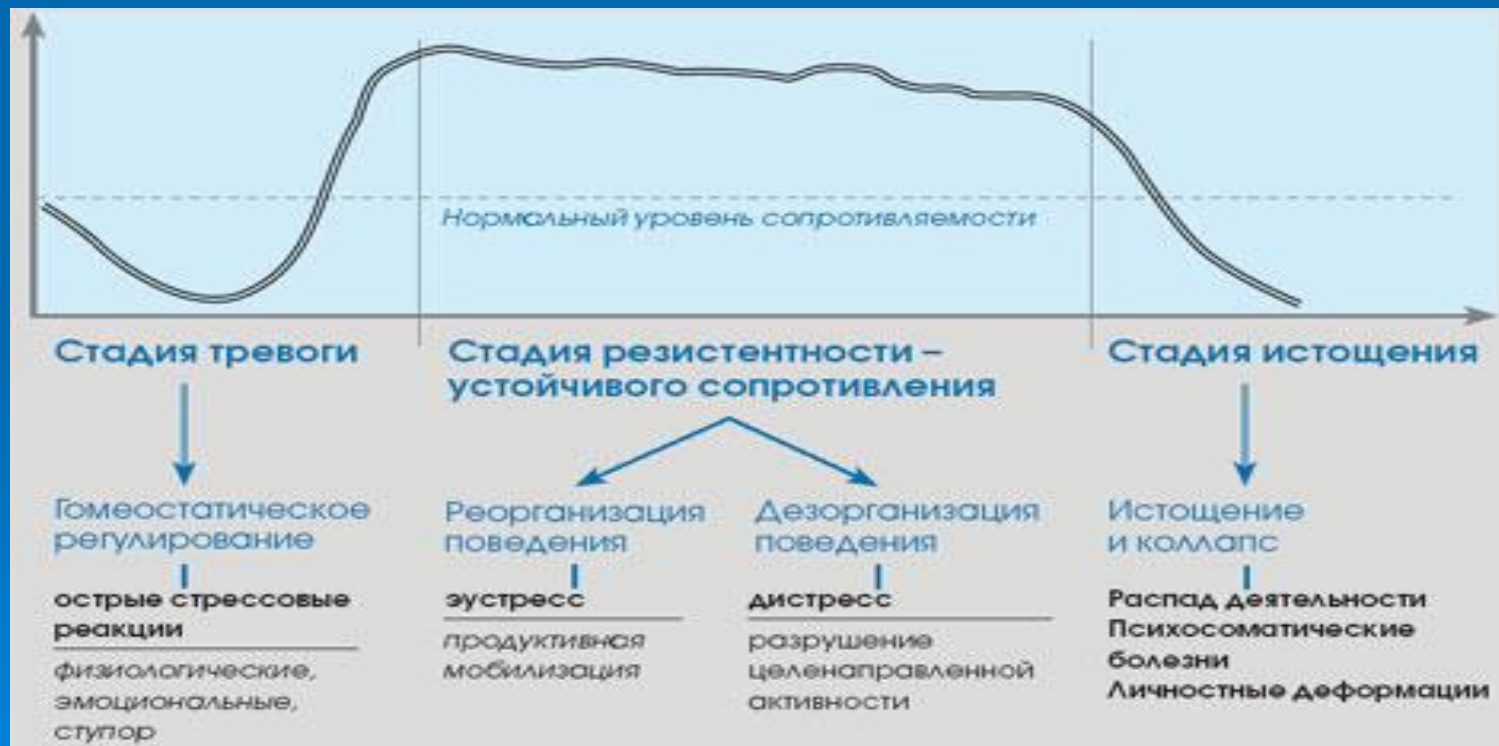 Нормальный уровень сопротивляемости
Стадия тревоги
Стадия резистентности –
устойчивого сопротивления
Стадия истощения
Гомеостатическое
регулирование
Реорганизация
поведения
Дезорганизация
поведения
Истощение
и коллапс
острые стрессовые
реакции
физиологические,
эмоциональные,
ступор
эустресс
продуктивная
мобилизация
дистресс
разрушение
целенаправленной
активности
Распад деятельности
Психосоматические
болезни
Личностные деформации